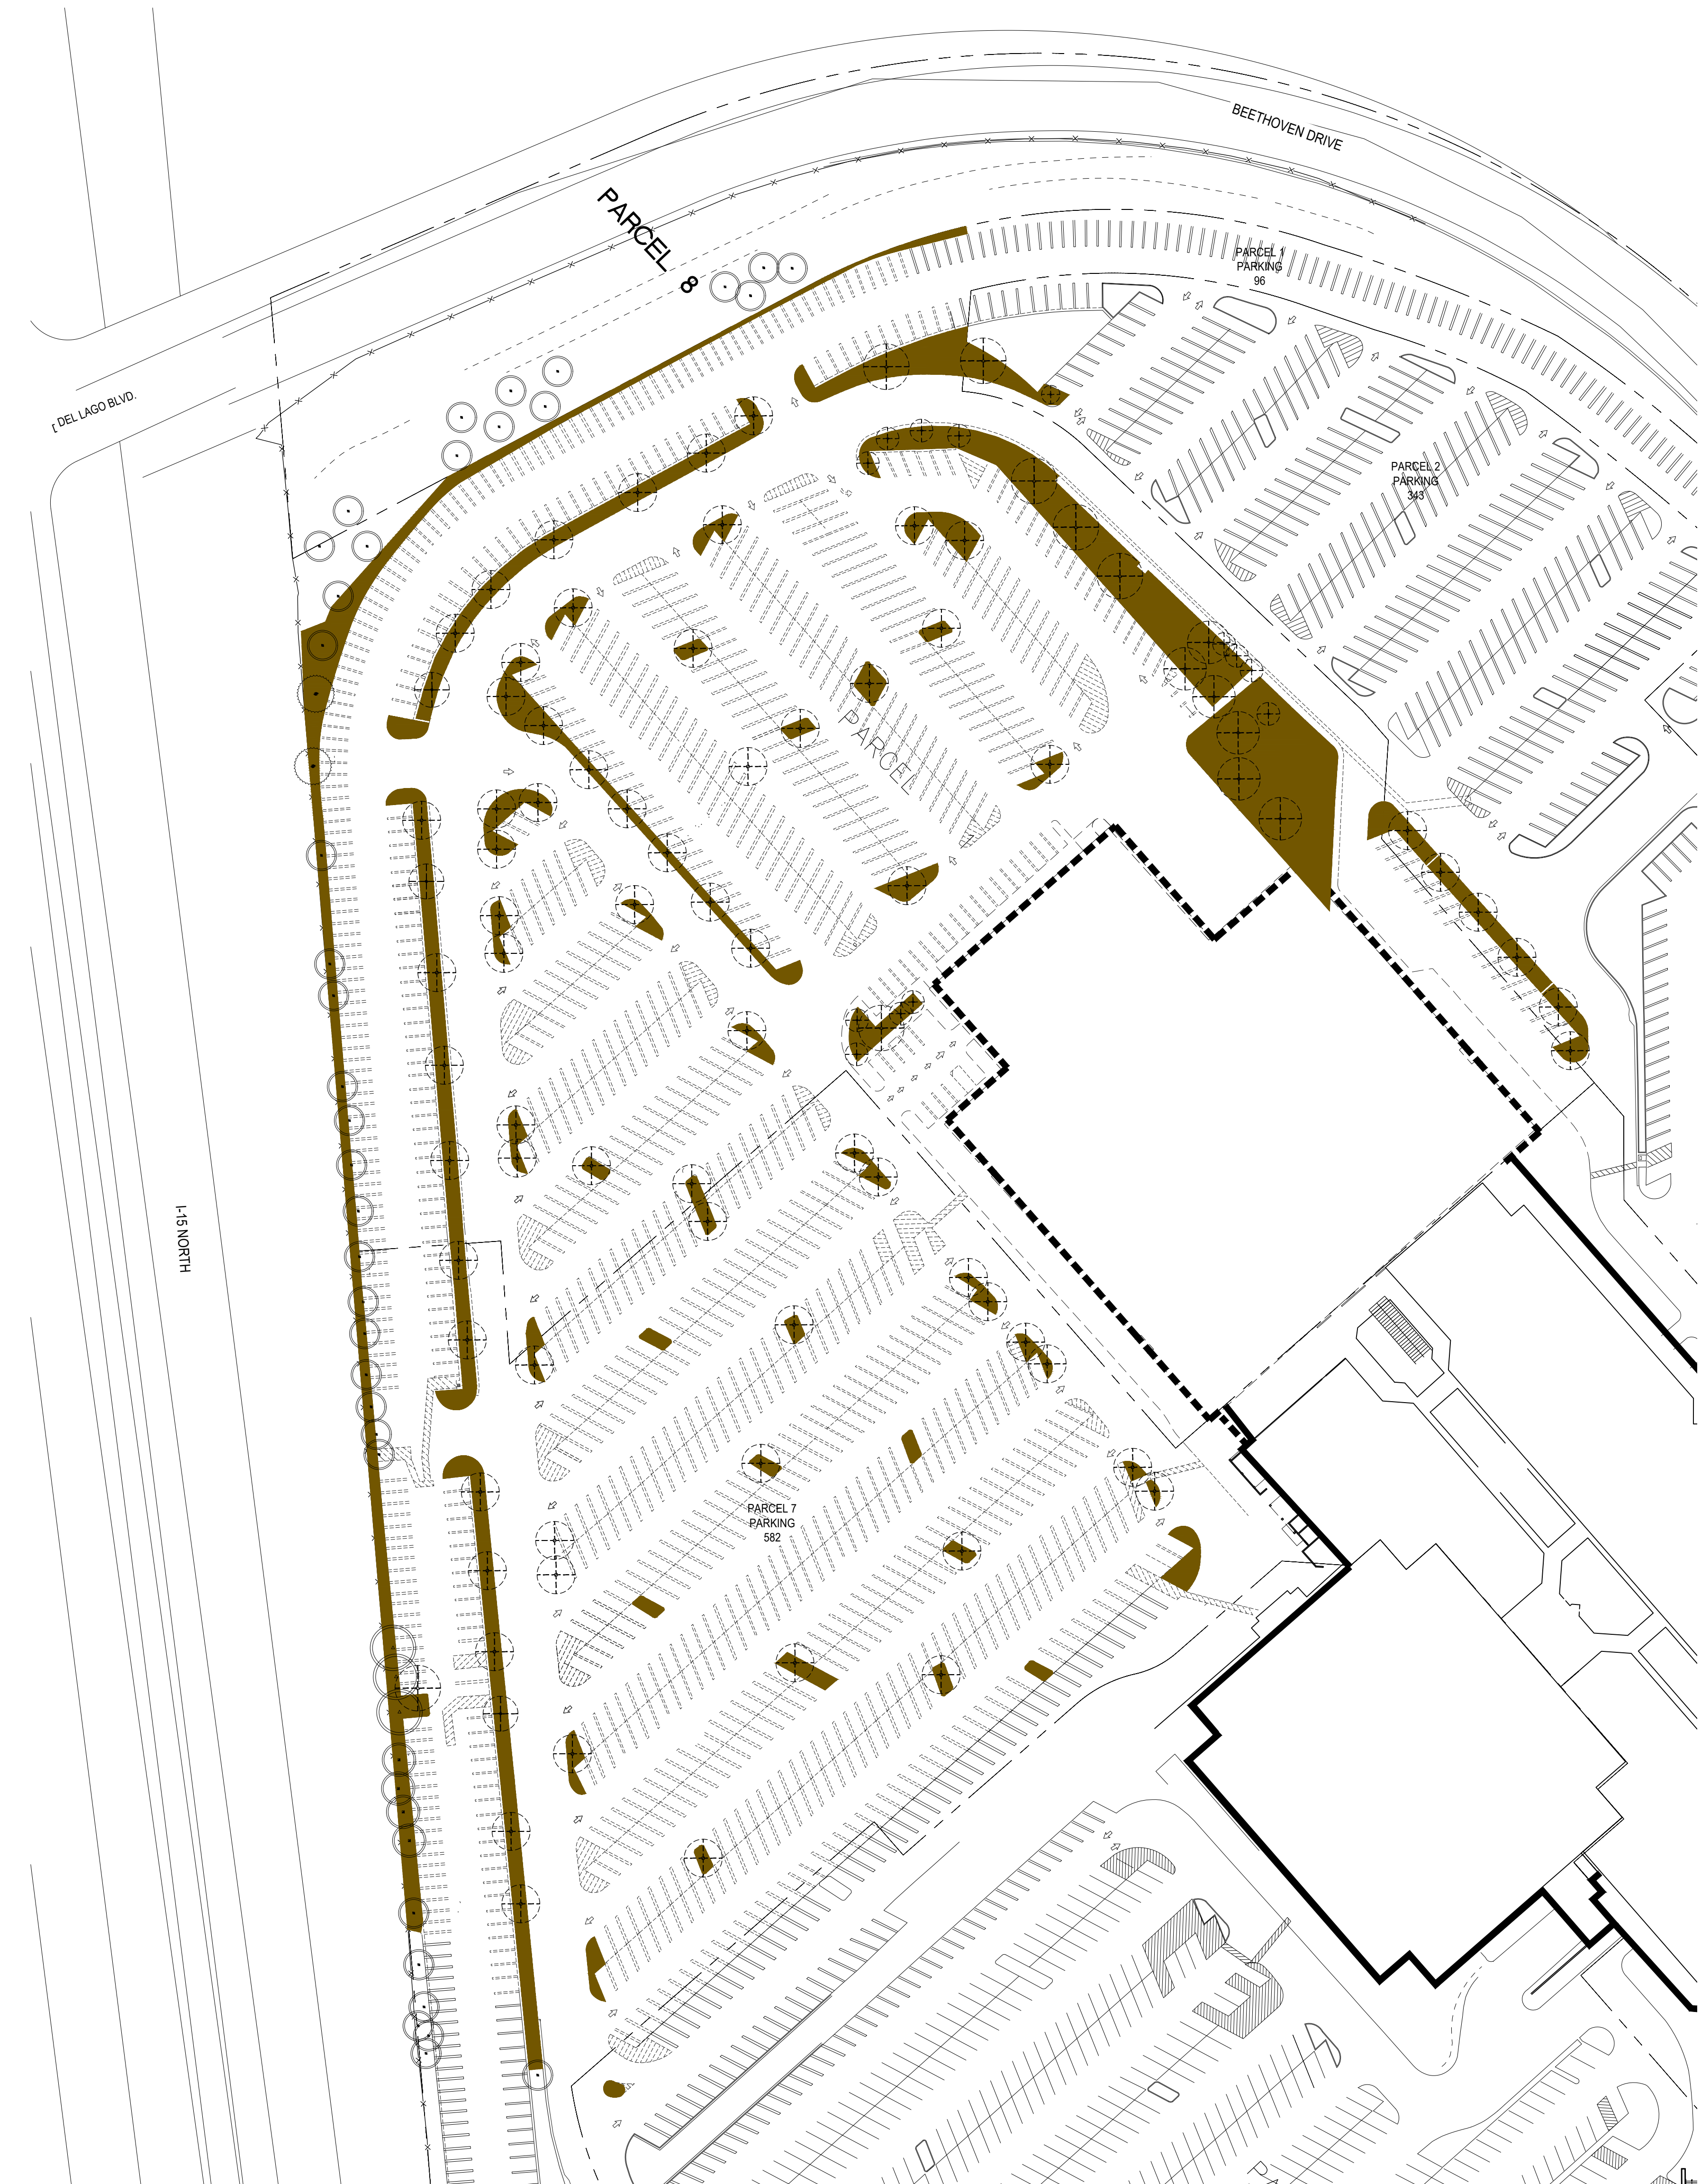 BEETHOVEN DRIVE
PARCEL 8
PARCEL 1
PARKING
96
DEL LAGO BLVD.
PARCEL 2
PARKING
343
PARCEL
I-15 NORTH
PARCEL 7
PARKING
582